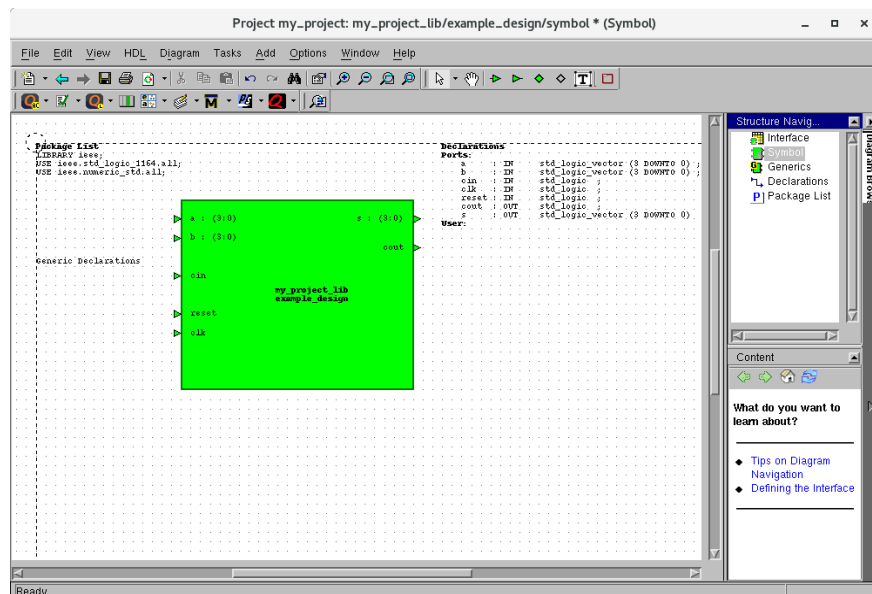 Project my_project: my_project_lib/example_design/symbol * (Symbol)
File Edit View HDL Diagram Tasks Add Options Window Help
Structure Navig...
Interface
Symbol
Generics
Declarations
Package List
Diagram Brows
Package List
LIBRARY ieee;
USE ieee.std_logic_1164.all;
USE ieee.numeric_std.all;
Declarations
Ports:
a : IN std_logic_vector (3 DOWNTO 0) ;
b : IN std_logic_vector (3 DOWNTO 0) ;
cin : IN std_logic ;
clk : IN std_logic ;
reset : IN std_logic ;
cout : OUT std_logic ;
s : OUT std_logic_vector (3 DOWNTO 0)
User:
a : (3:0) s : (3:0)
b : (3:0)
cout
Generic Declarations
cin
my_project_lib
example_design
reset
clk
Content
What do you want to
learn about?
Tips on Diagram
Navigation
Defining the Interface
Ready